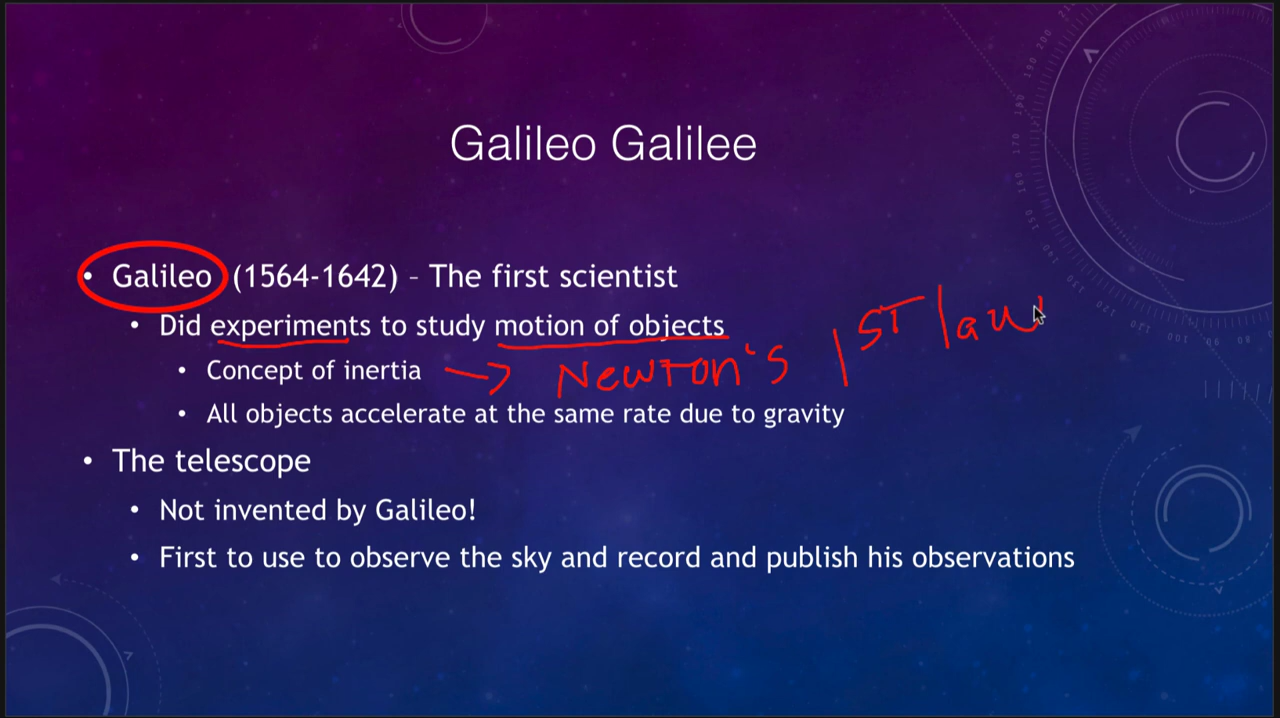 Galileo Galilee
• Galileo (1564-1642) – The first scientist
• Did experiments to study motion of objects
• Concept of inertia → Newton's 1ST law
• All objects accelerate at the same rate due to gravity
• The telescope
• Not invented by Galileo!
• First to use to observe the sky and record and publish his observations